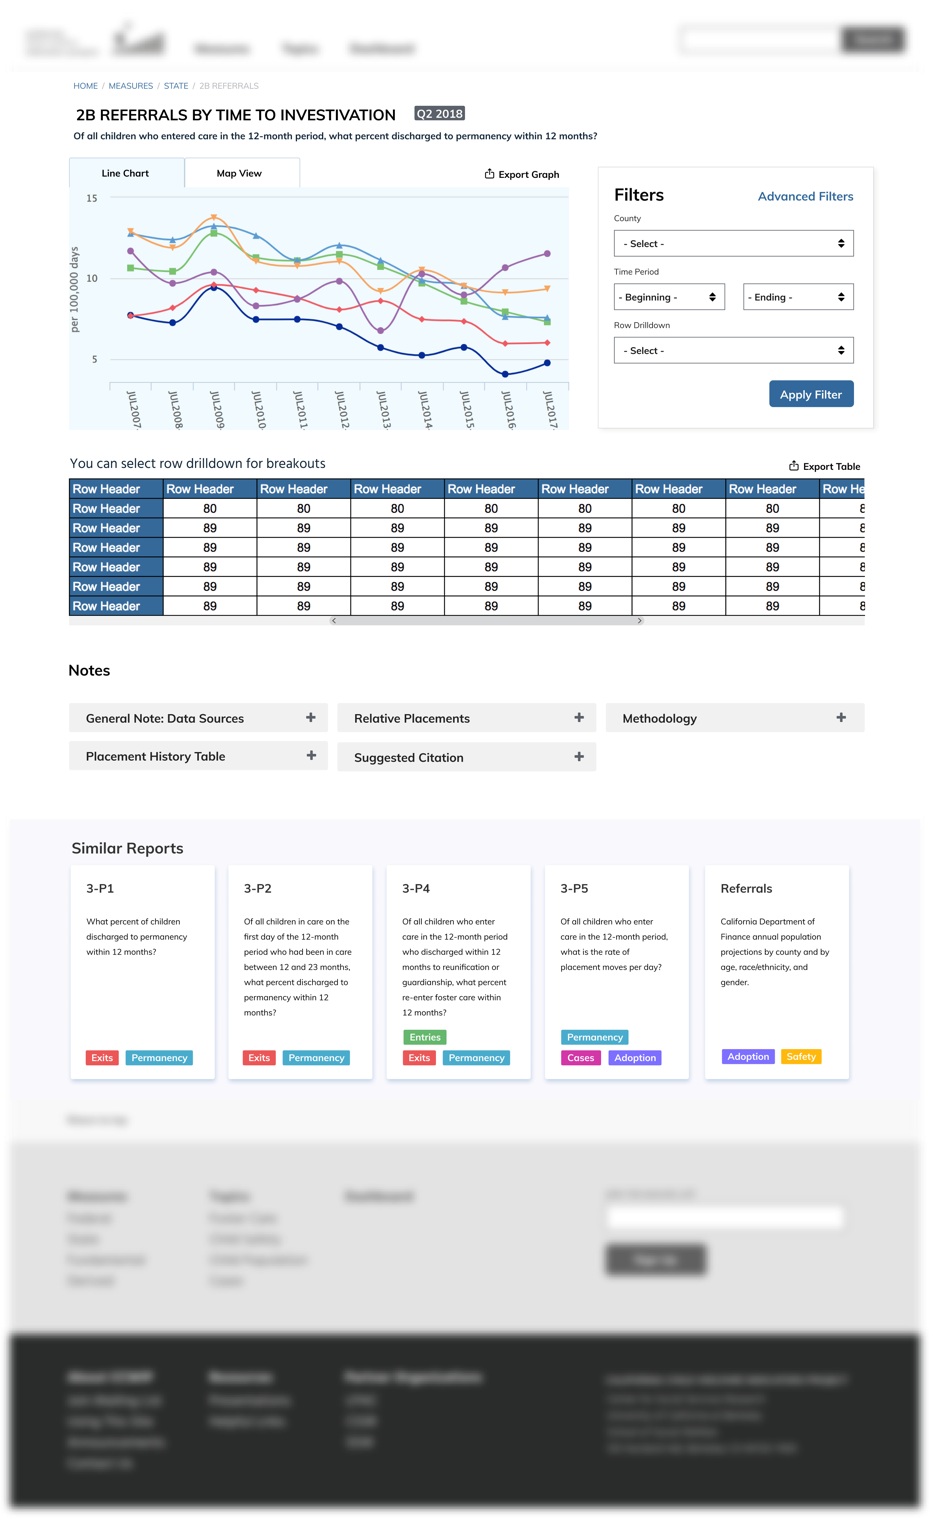 Measures Topics Dashboard
Search
HOME / MEASURES / STATE / 2B REFERRALS
2B REFERRALS BY TIME TO INVESTIVATION Q2 2018
Of all children who entered care in the 12-month period, what percent discharged to permanency within 12 months?
Line Chart
Map View
Export Graph
15
10
5
per 100,000 days
JUL2007-
JUL2008-
JUL2009-
JUL2010-
JUL2011-
JUL2012-
JUL2013-
JUL2014-
JUL2015-
JUL2016-
JUL2017-
Filters
Advanced Filters
County
- Select -
Time Period
- Beginning -
- Ending -
Row Drilldown
- Select -
Apply Filter
You can select row drilldown for breakouts
Export Table
Row Header Row Header Row Header Row Header Row Header Row Header Row Header Row Header Row He
Row Header 80 80 80 80 80 80 80 8
Row Header 89 89 89 89 89 89 89 8
Row Header 89 89 89 89 89 89 89 8
Row Header 89 89 89 89 89 89 89 8
Row Header 89 89 89 89 89 89 89 8
Row Header 89 89 89 89 89 89 89 8
Notes
General Note: Data Sources +
Relative Placements +
Methodology +
Placement History Table +
Suggested Citation +
Similar Reports
3-P1
What percent of children
discharged to permanency
within 12 months?
Exits Permanency
3-P2
Of all children in care on the
first day of the 12-month
period who had been in care
between 12 and 23 months,
what percent discharged to
permanency within 12
months?
Exits Permanency
3-P4
Of all children who enter
care in the 12-month period
who discharged within 12
months to reunification or
guardianship, what percent
re-enter foster care within
12 months?
Entries
Exits Permanency
3-P5
Of all children who enter
care in the 12-month period,
what is the rate of
placement moves per day?
Permanency
Cases Adoption
Referrals
California Department of
Finance annual population
projections by county and by
age, race/ethnicity, and
gender.
Adoption Safety
Measures
Topics
Dashboard
Sign Up
Resources
Partner Organizations
Contact Us